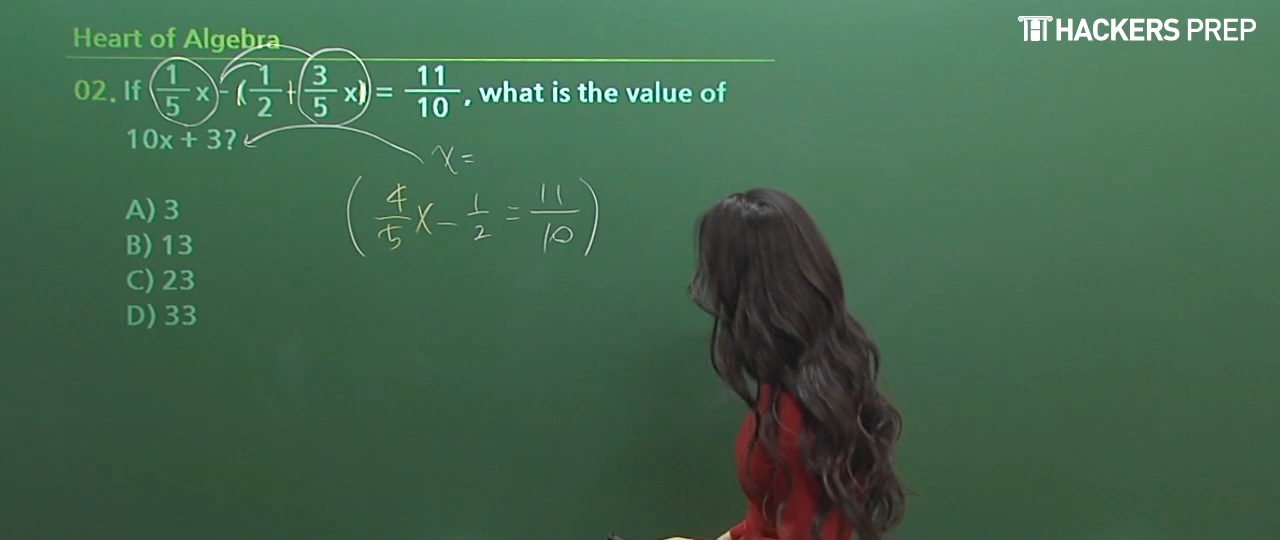 HACKERS PREP
Heart of Algebra
02. If 1/5 x - (1/2 + 3/5 x) = 11/10, what is the value of
10x + 3?
x =
(4/5 x - 1/2 = 11/10)
A) 3
B) 13
C) 23
D) 33